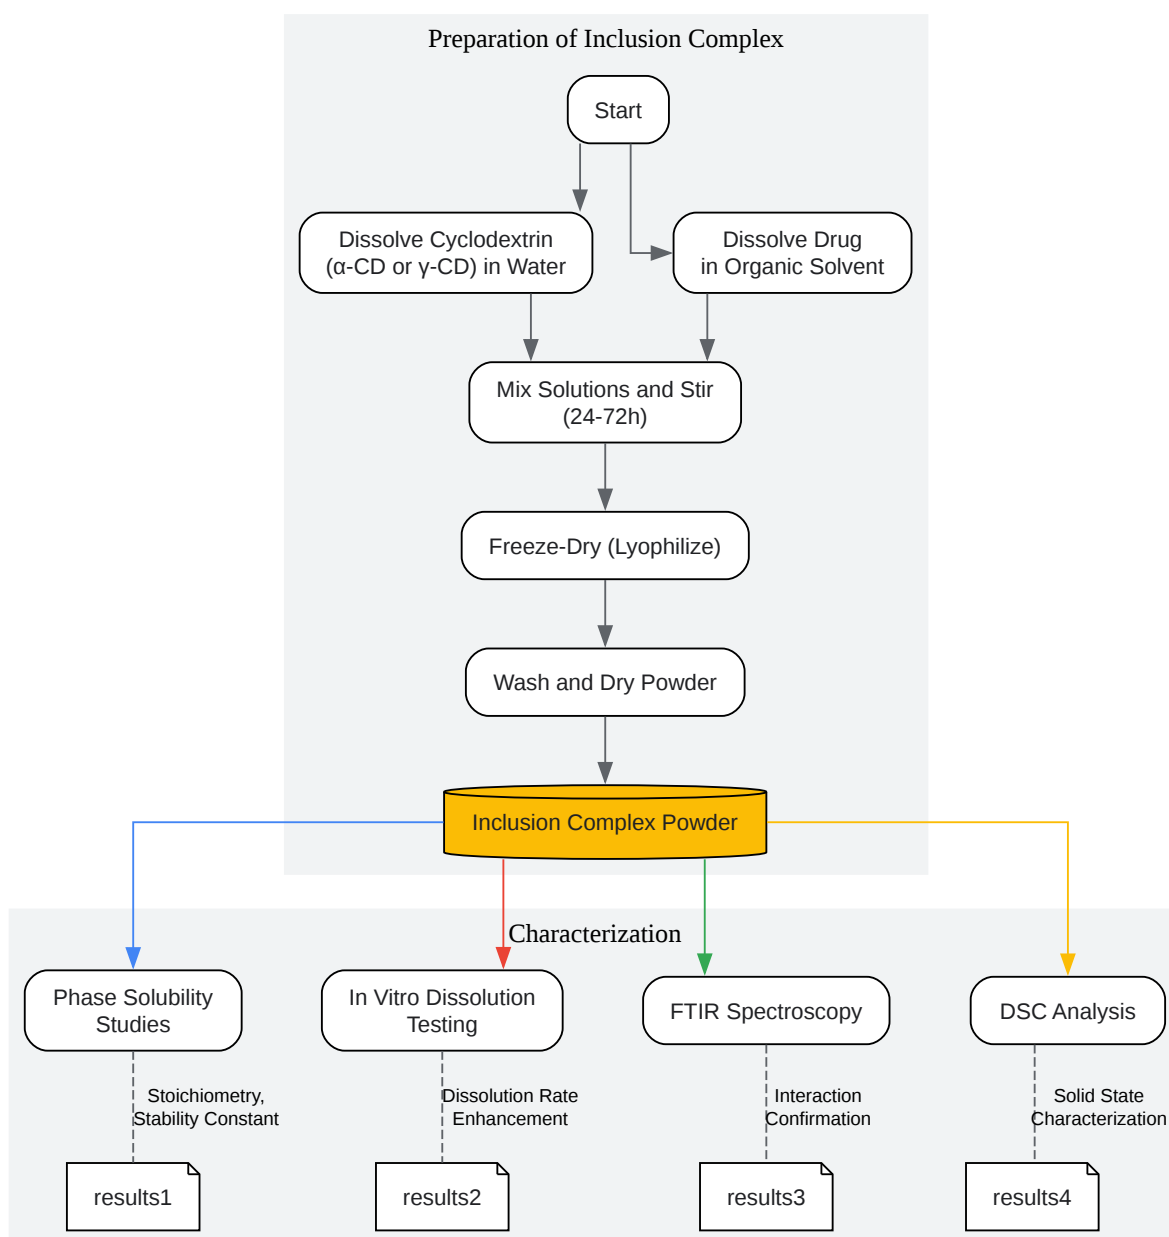 Preparation of Inclusion Complex
Start
Dissolve Cyclodextrin
(α-CD or γ-CD) in Water
Dissolve Drug
in Organic Solvent
Mix Solutions and Stir
(24-72h)
Freeze-Dry (Lyophilize)
Wash and Dry Powder
Inclusion Complex Powder
Characterization
Phase Solubility
Studies
In Vitro Dissolution
Testing
FTIR Spectroscopy
DSC Analysis
Stoichiometry,
Stability Constant
Dissolution Rate
Enhancement
Interaction
Confirmation
Solid State
Characterization
results1
results2
results3
results4